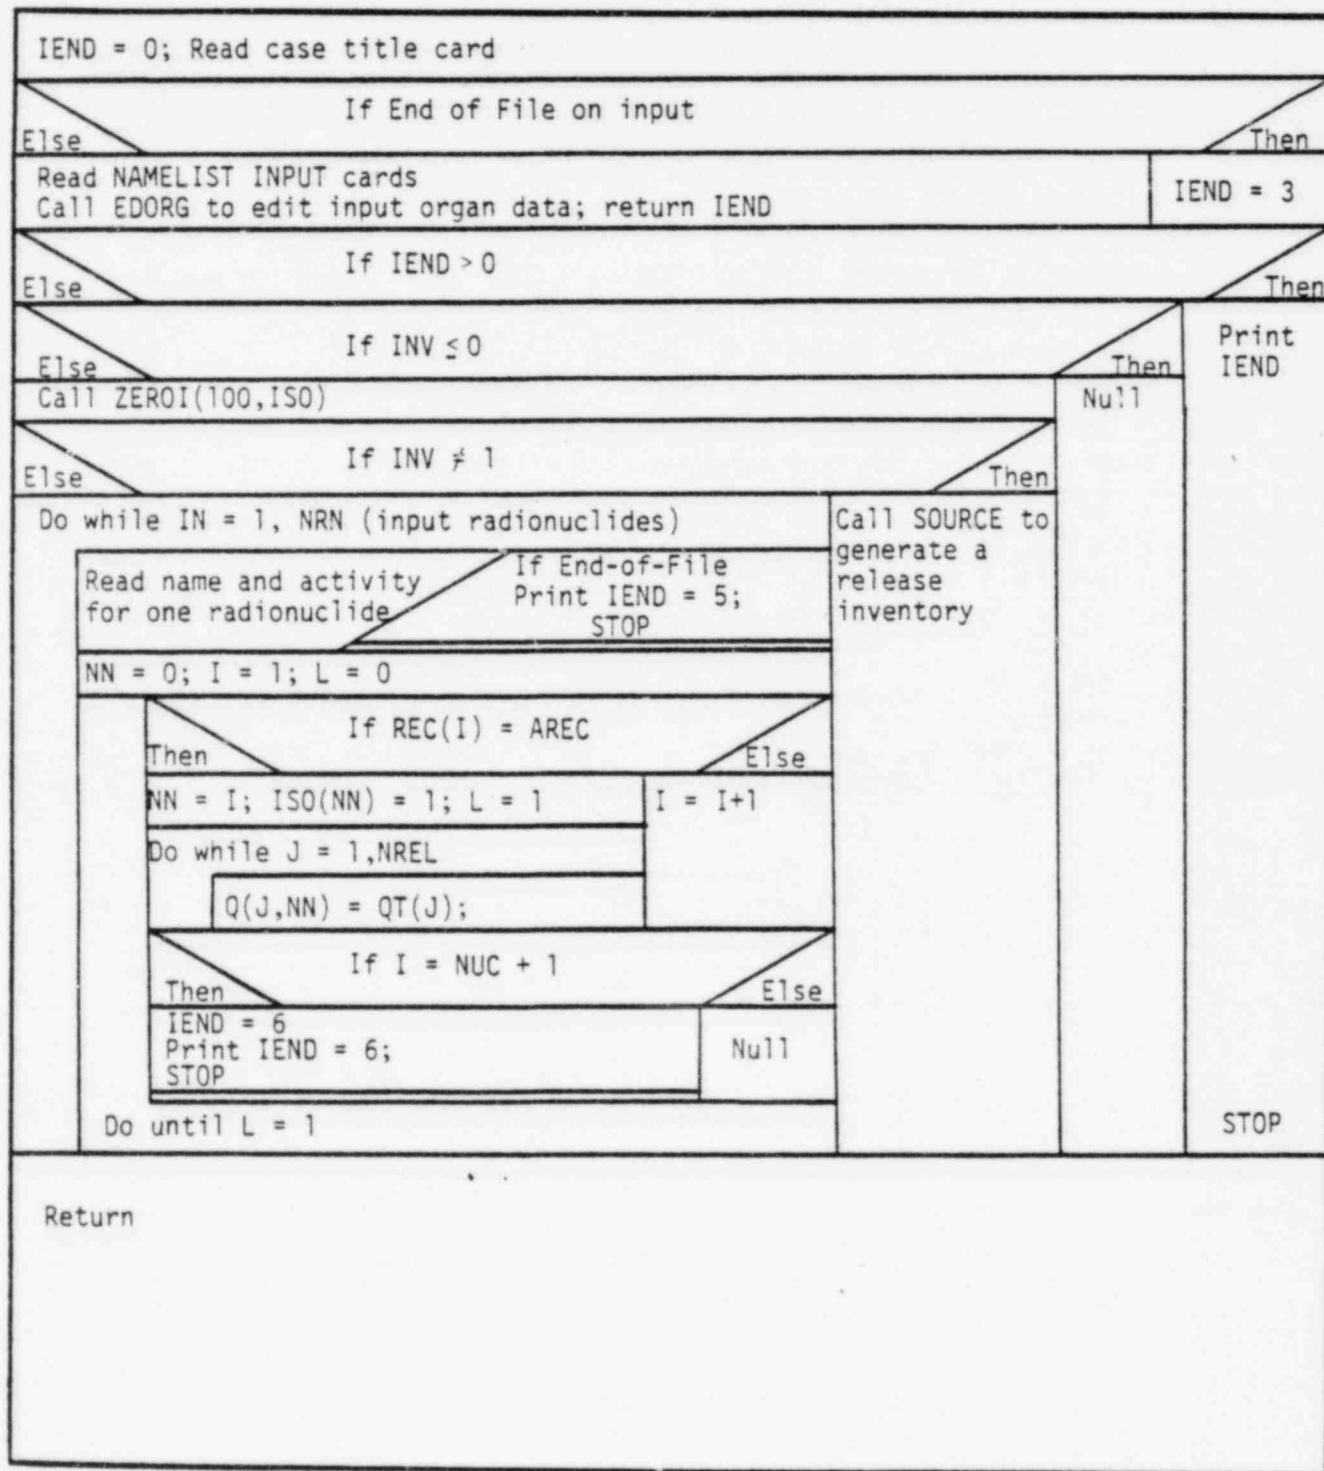 IEND = 0; Read case title card
If End of File on input
Else
Then
Read NAMELIST INPUT cards
IEND = 3
Call EDORG to edit input organ data; return IEND
If IEND > 0
Else
Then
If INV ≤ 0
Else
Then
Print
IEND
Call ZEROI(100,ISO)
Null
If INV ≠ 1
Else
Then
Do while IN = 1, NRN (input radionuclides)
Call SOURCE to
generate a
release
inventory
Read name and activity
for one radionuclide
If End-of-File
Print IEND = 5;
STOP
NN = 0; I = 1; L = 0
If REC(I) = AREC
Then
Else
NN = I; ISO(NN) = 1; L = 1
I = I+1
Do while J = 1,NREL
Q(J,NN) = QT(J);
If I = NUC + 1
Then
Else
IEND = 6
Print IEND = 6;
STOP
Null
Do until L = 1
STOP
Return